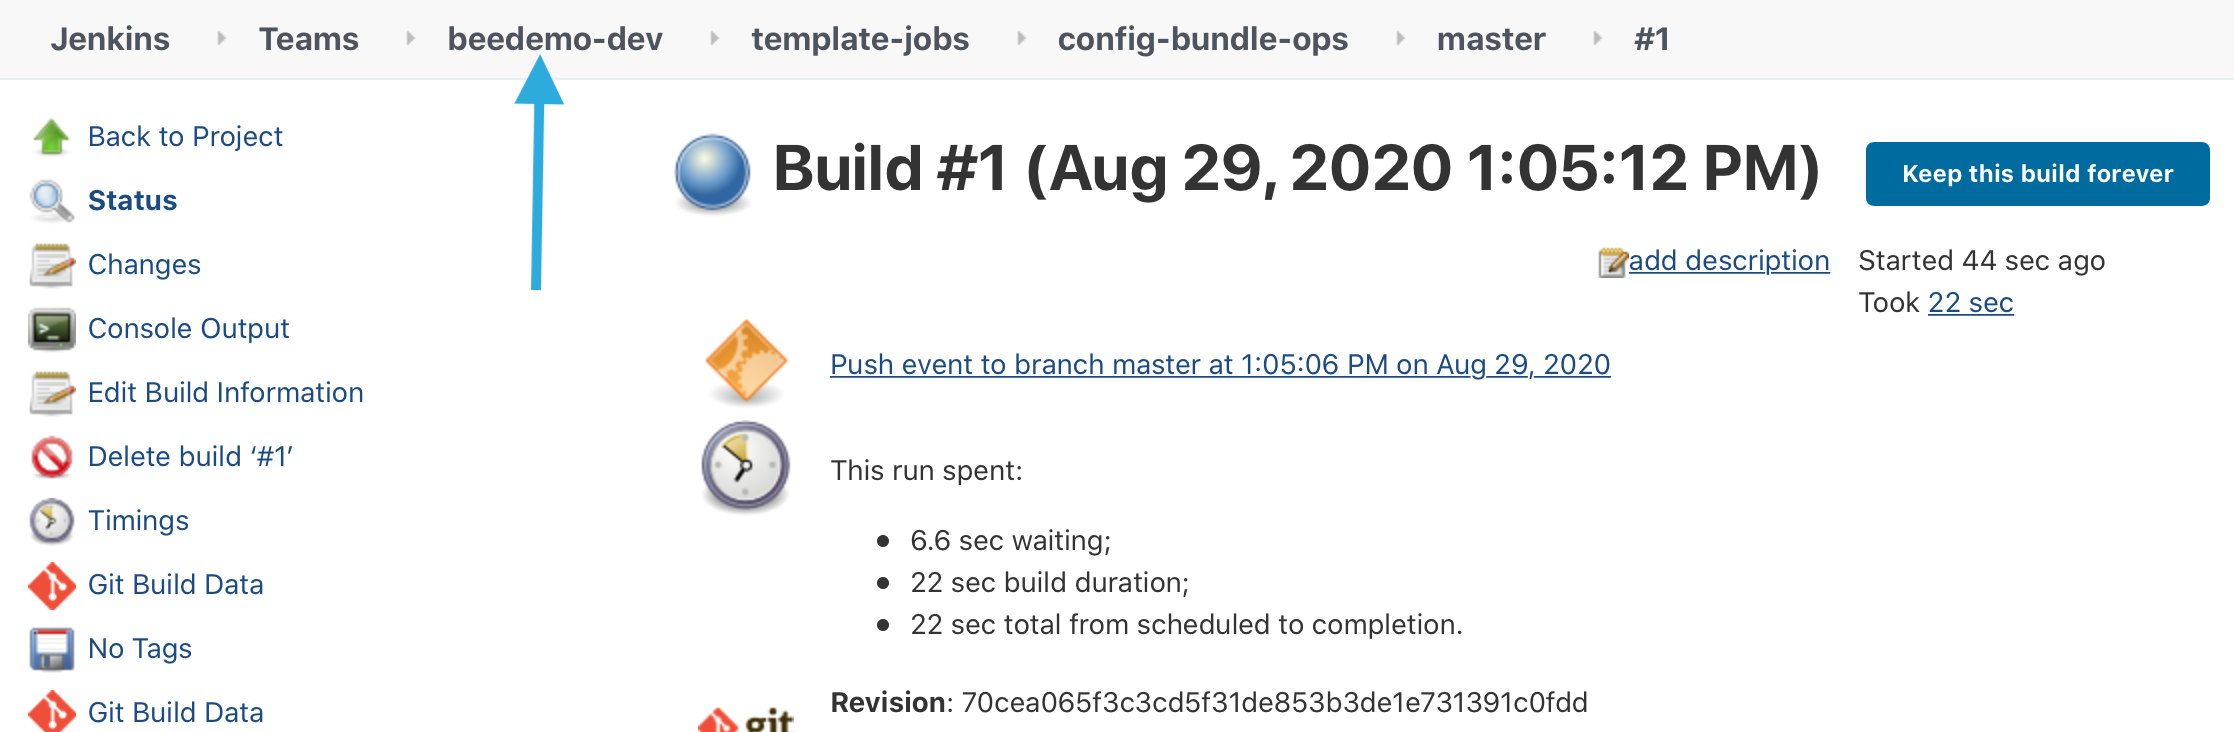 Jenkins Teams beedemo-dev template-jobs config-bundle-ops master #1
Back to Project
Status
Changes
Console Output
Edit Build Information
Delete build ‘#1’
Timings
Git Build Data
No Tags
Git Build Data
Build #1 (Aug 29, 2020 1:05:12 PM)
Keep this build forever
add description
Started 44 sec ago
Took 22 sec
Push event to branch master at 1:05:06 PM on Aug 29, 2020
This run spent:
6.6 sec waiting;
22 sec build duration;
22 sec total from scheduled to completion.
Revision: 70cea065f3c3cd5f31de853b3de1e731391c0fdd
git